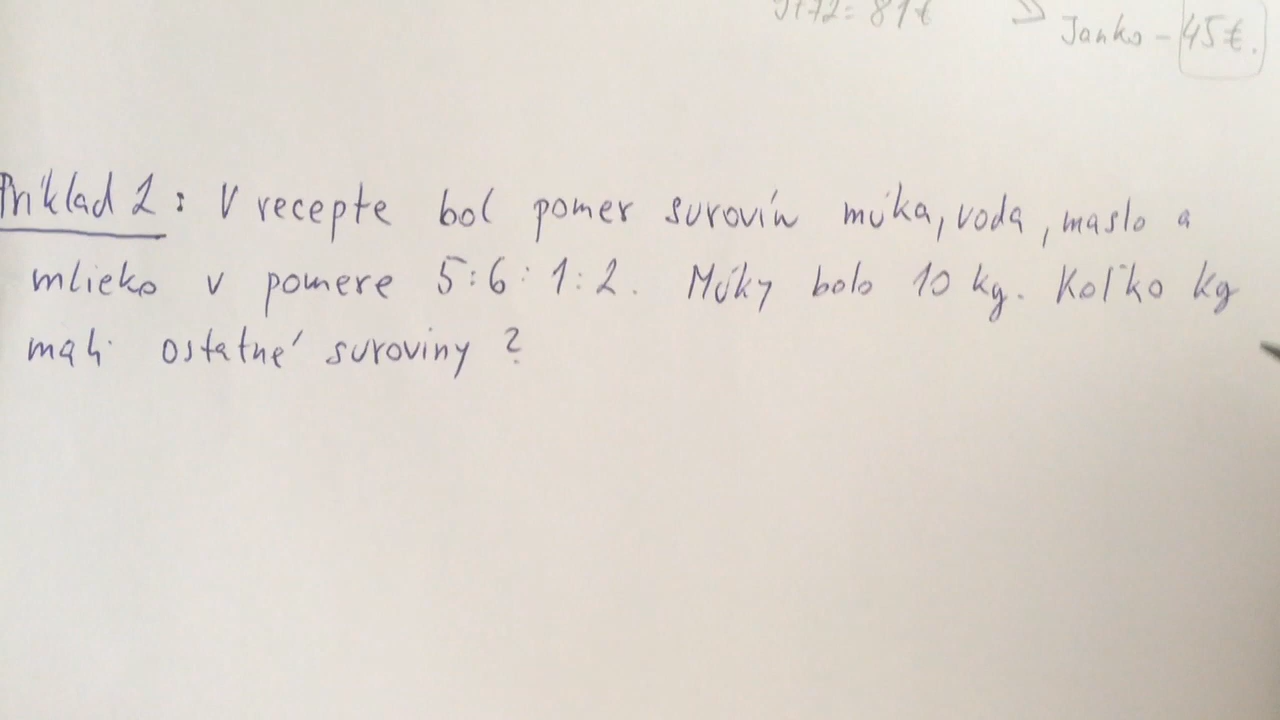 = 81€
Janko - 45€.
Príklad 2: V recepte bol pomer surovín múka, voda, maslo a
mlieko v pomere 5:6:1:2. Múky bolo 10 kg. Koľko kg
mali ostatné suroviny?